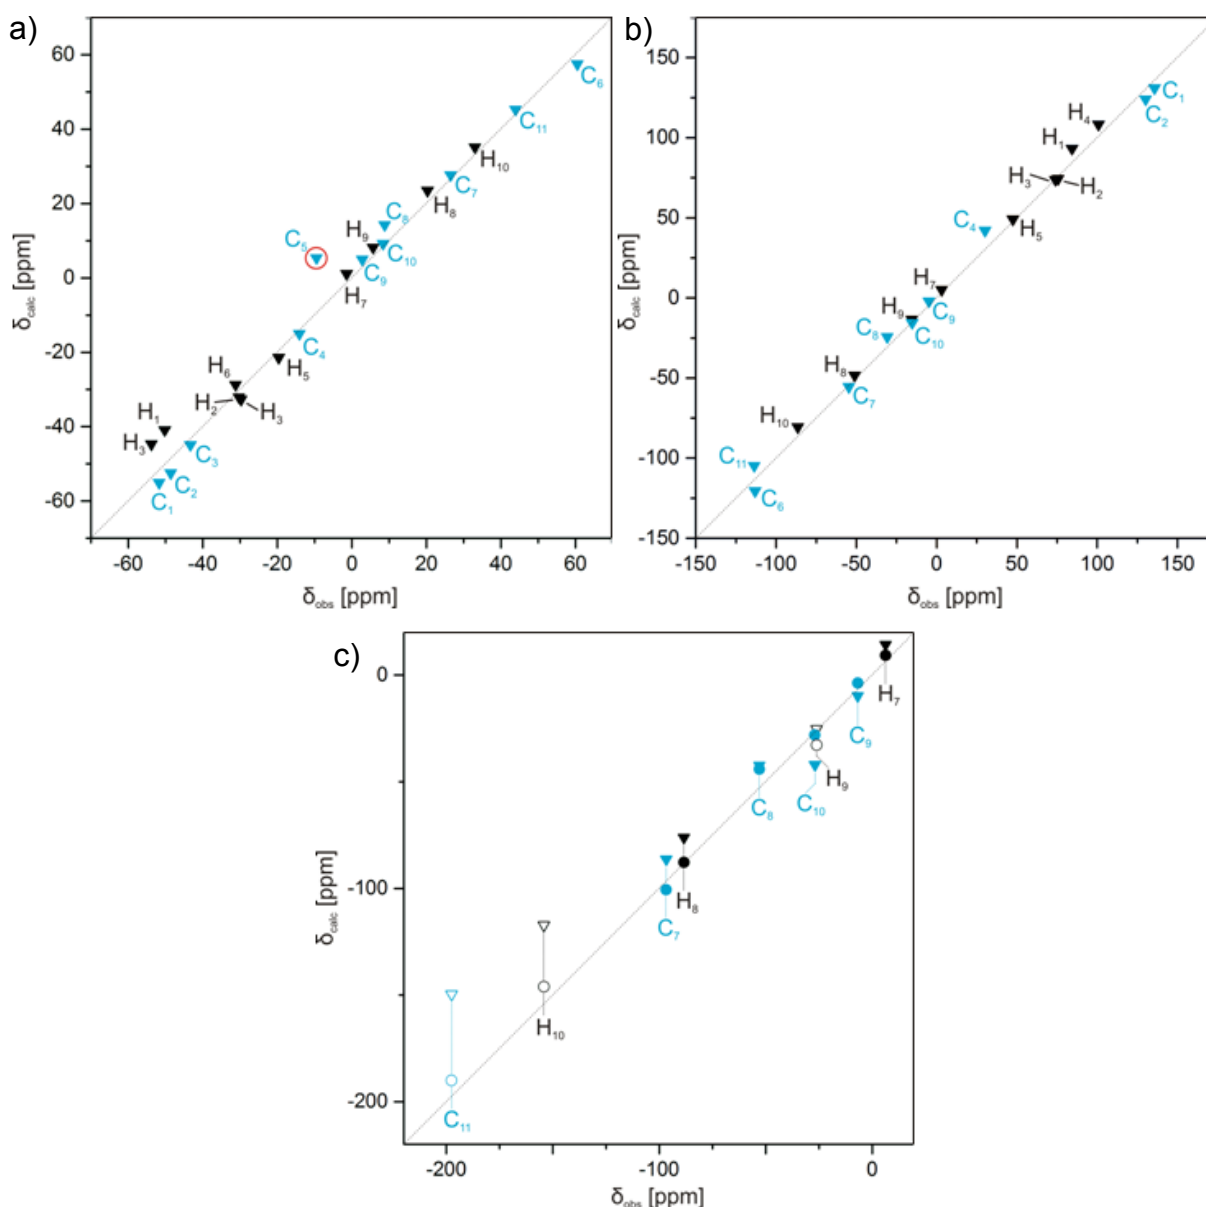 a)
60
40
20
0
-20
-40
-60
δcalc [ppm]
-60 -40 -20 0 20 40 60
δobs [ppm]
C6
C11
H10
C7
H8
C8
H9
C10
C5
C9
H7
C4
H5
H6
H2
H3
H1
H3
C3
C2
C1
b)
150
100
50
0
-50
-100
-150
δcalc [ppm]
-150 -100 -50 0 50 100 150
δobs [ppm]
C1
C2
H4
H1
H3
H2
C4
H5
H7
C9
H9
C10
C8
H8
C7
H10
C11
C6
c)
0
-100
-200
δcalc [ppm]
-200 -100 0
δobs [ppm]
H7
C9
H9
C10
C8
H8
C7
H10
C11